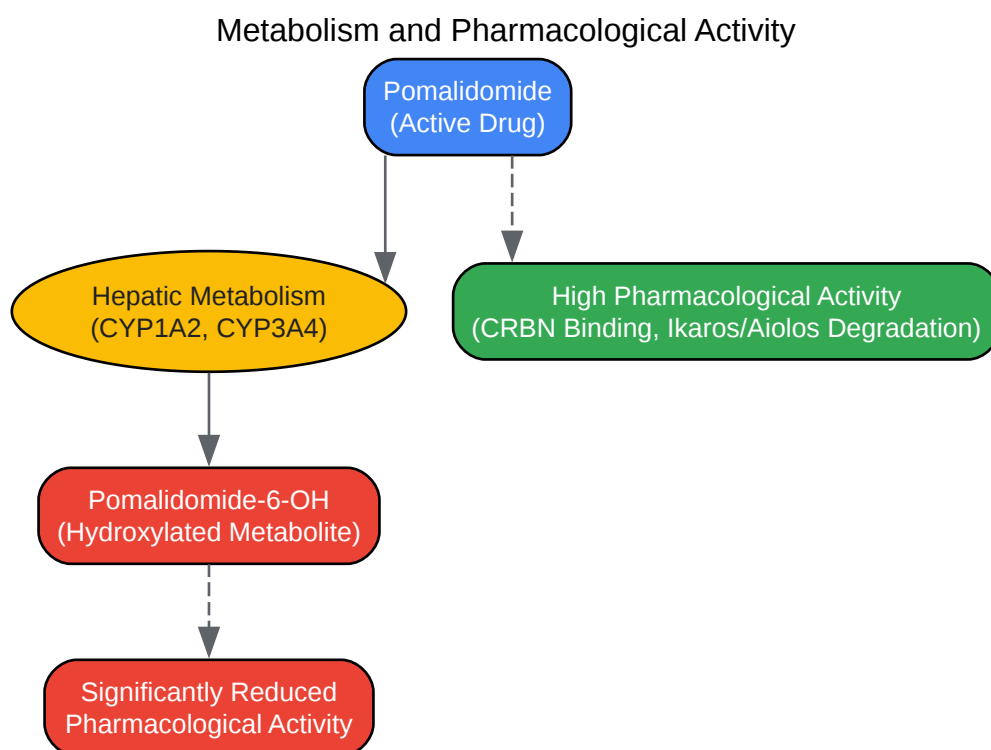 Metabolism and Pharmacological Activity
Pomalidomide
(Active Drug)
Hepatic Metabolism
(CYP1A2, CYP3A4)
High Pharmacological Activity
(CRBN Binding, Ikaros/Aiolos Degradation)
Pomalidomide-6-OH
(Hydroxylated Metabolite)
Significantly Reduced
Pharmacological Activity